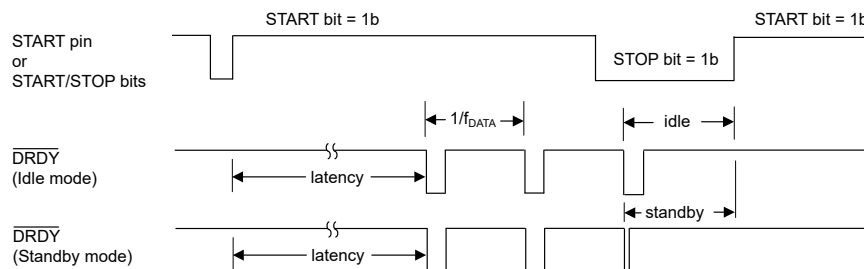 START bit = 1b
START bit = 1b
START pin
or
START/STOP bits
STOP bit = 1b
1/fDATA
idle
DRDY
(Idle mode)
latency
standby
DRDY
(Standby mode)
latency